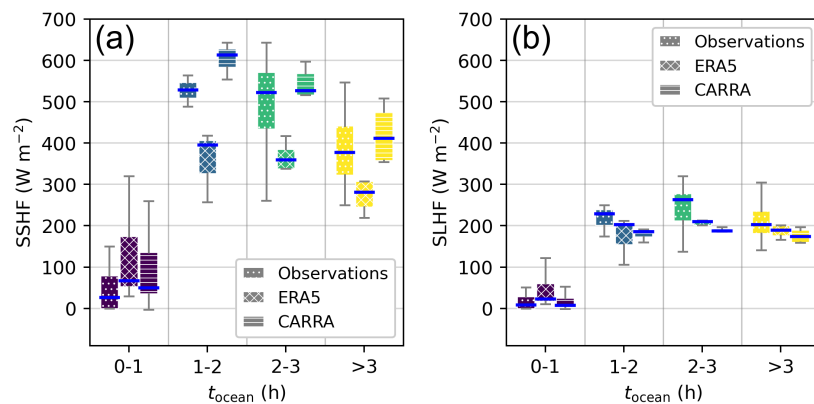 (a)
SSHF (W m⁻²)
700
600
500
400
300
200
100
0
Observations
ERA5
CARRA
0-1
1-2
2-3
>3
t_ocean (h)
(b)
SLHF (W m⁻²)
700
600
500
400
300
200
100
0
Observations
ERA5
CARRA
0-1
1-2
2-3
>3
t_ocean (h)